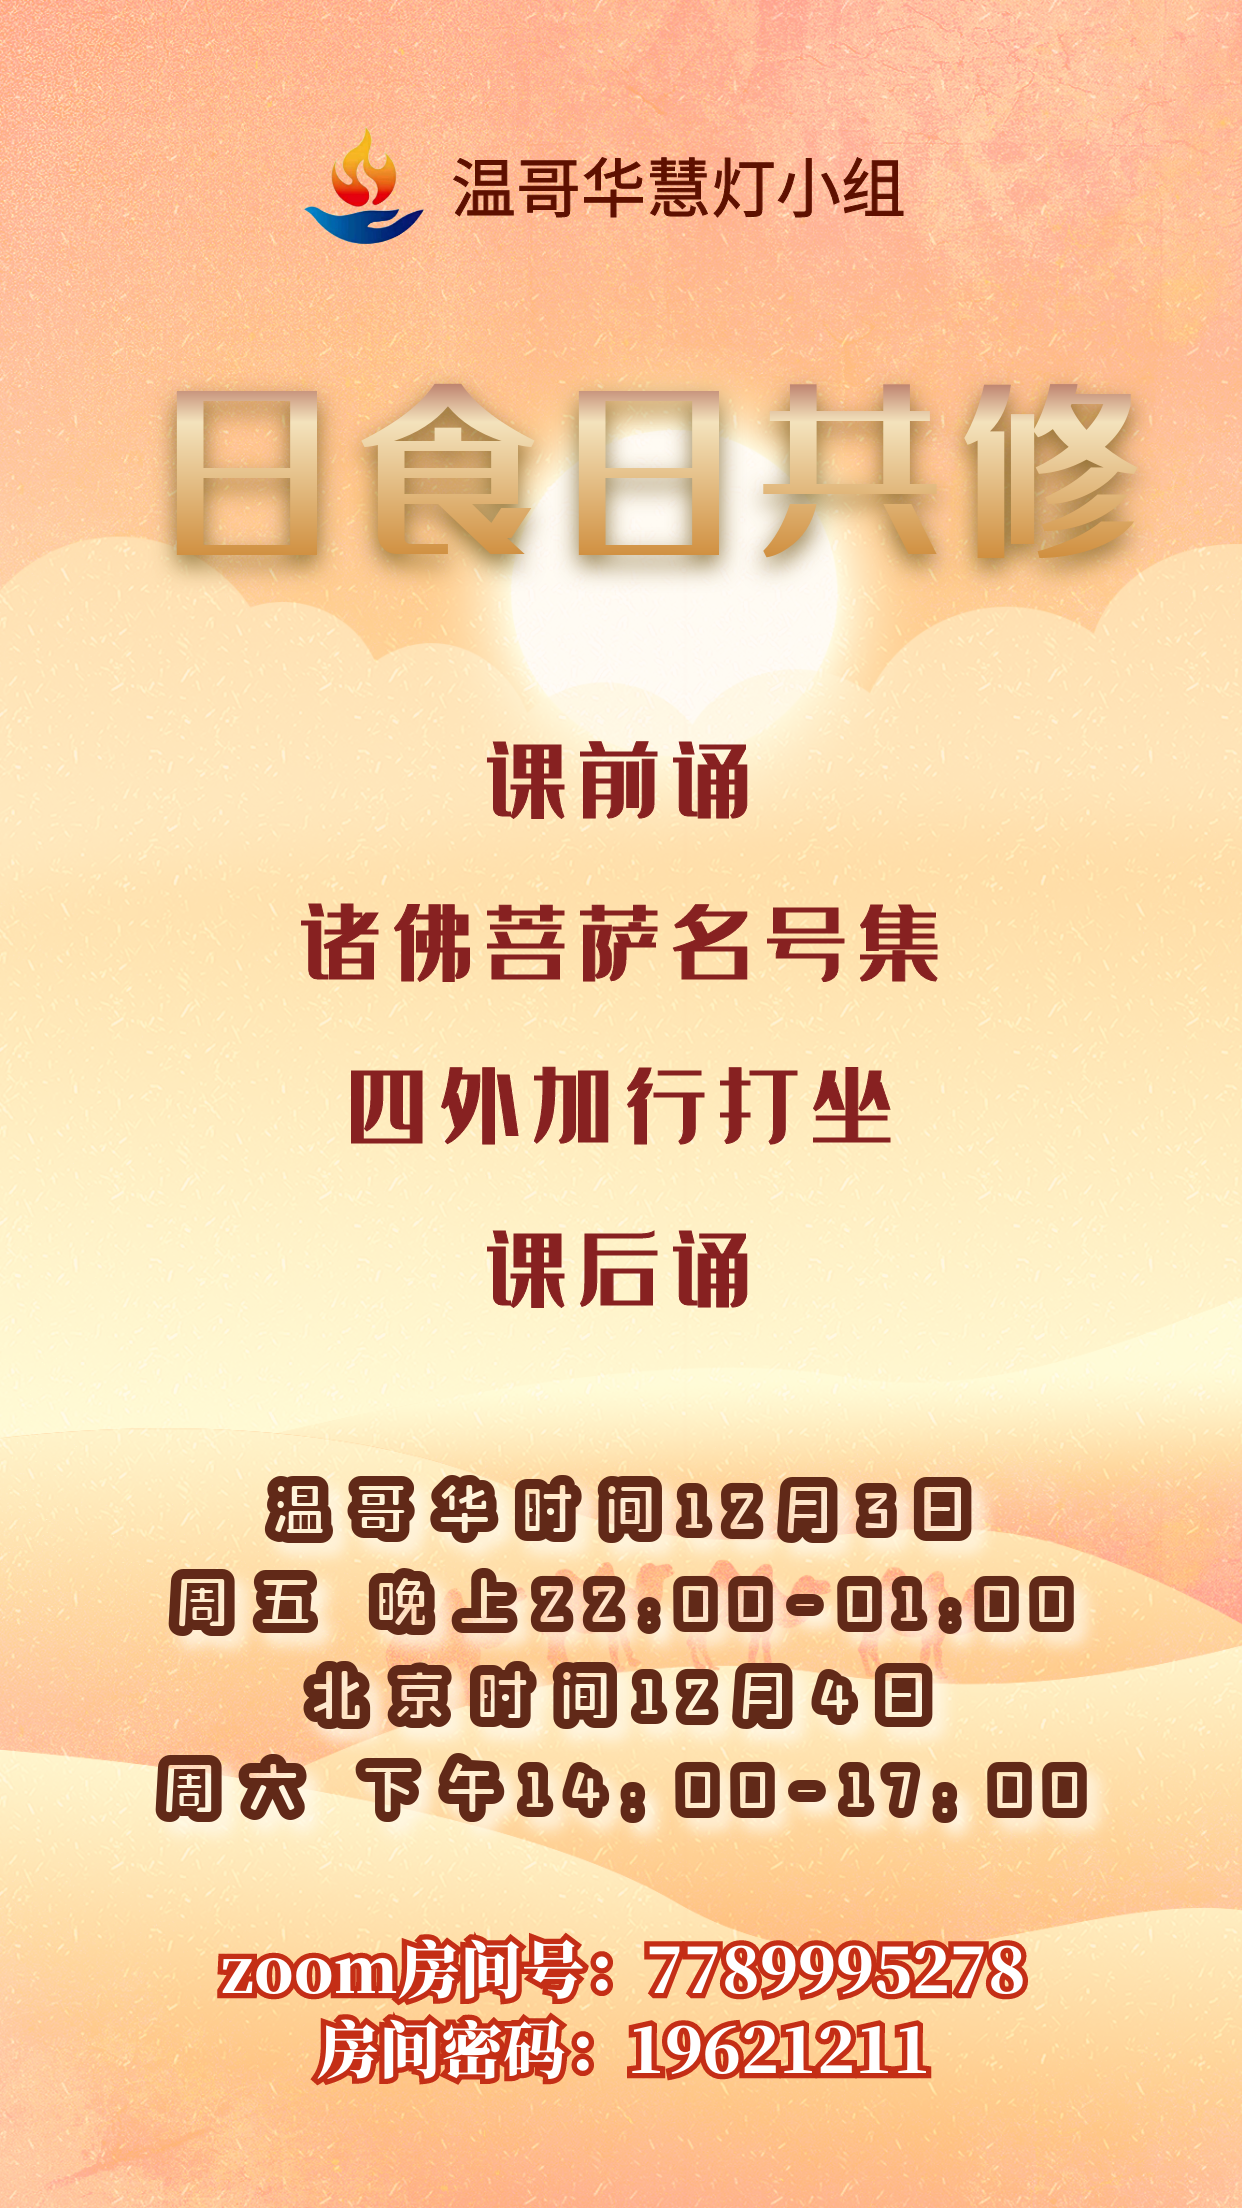 温哥华慧灯小组
日食日共修
课前诵
诸佛菩萨名号集
四外加行打坐
课后诵
温哥华时间12月3日
周五 晚上22:00-01:00
北京时间12月4日
周六 下午14：00-17：00
zoom房间号：7789995278
房间密码：19621211